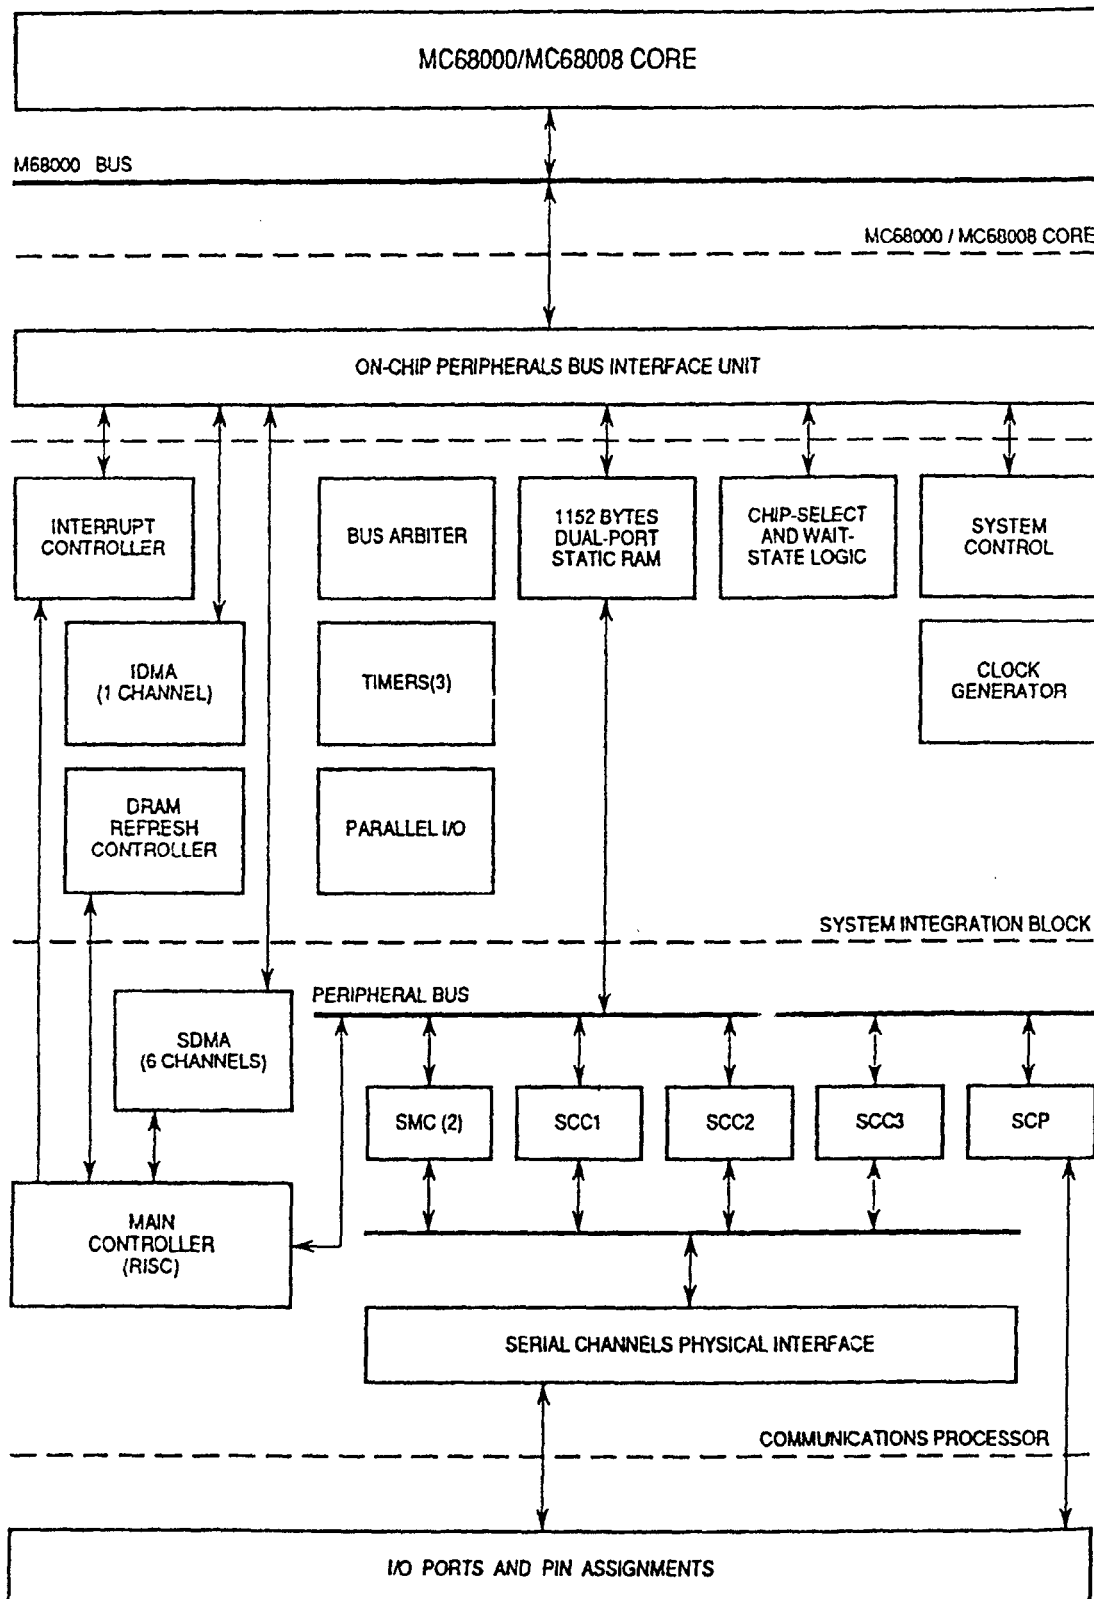 MC68000/MC68008 CORE
M68000 BUS
MC68000 / MC68008 CORE
ON-CHIP PERIPHERALS BUS INTERFACE UNIT
INTERRUPT
CONTROLLER
BUS ARBITER
1152 BYTES
DUAL-PORT
STATIC RAM
CHIP-SELECT
AND WAIT-
STATE LOGIC
SYSTEM
CONTROL
IDMA
(1 CHANNEL)
TIMERS(3)
CLOCK
GENERATOR
DRAM
REFRESH
CONTROLLER
PARALLEL I/O
SYSTEM INTEGRATION BLOCK
PERIPHERAL BUS
SDMA
(6 CHANNELS)
SMC (2)
SCC1
SCC2
SCC3
SCP
MAIN
CONTROLLER
(RISC)
SERIAL CHANNELS PHYSICAL INTERFACE
COMMUNICATIONS PROCESSOR
I/O PORTS AND PIN ASSIGNMENTS